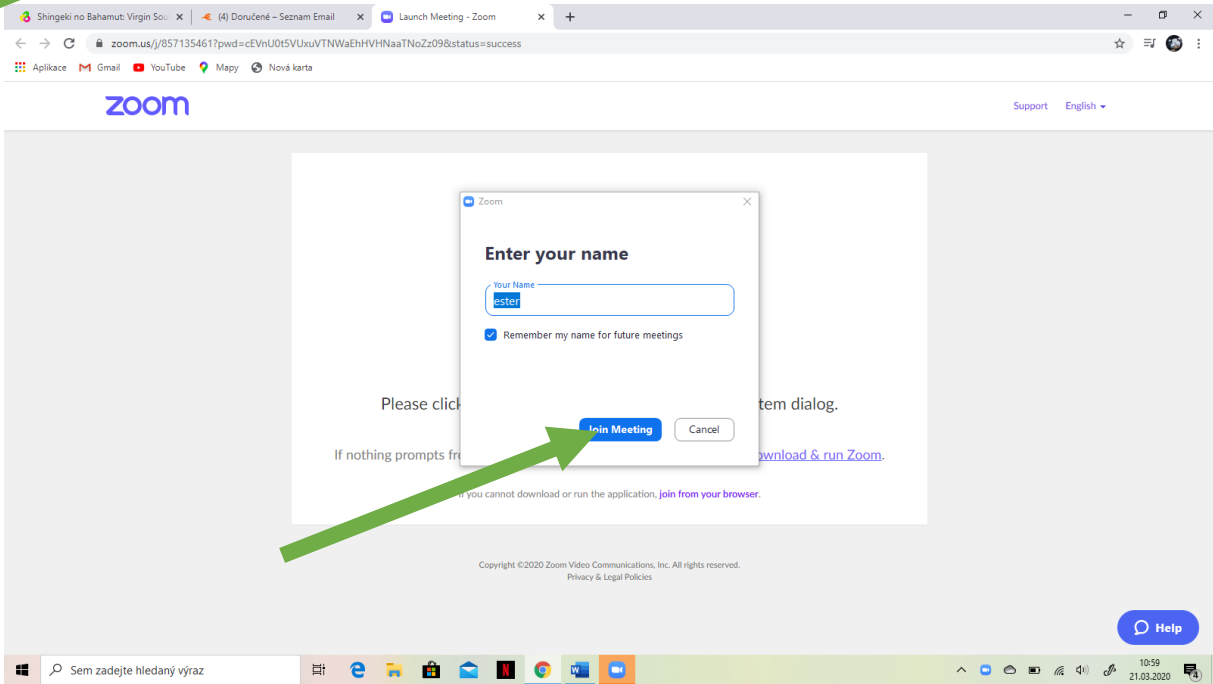 Shingeki no Bahamut: Virgin Sou
(4) Doručené – Seznam Email
Launch Meeting - Zoom
zoom.us/j/857135461?pwd=cEVnU0t5VUxuVTNWaEhHVHNaaTNoZz09&status=success
Aplikace Gmail YouTube Mapy Nová karta
zoom
Support English
Zoom
Enter your name
Your Name
ester
Remember my name for future meetings
Please clic
tem dialog.
Join Meeting Cancel
If nothing prompts fr
ownload & run Zoom.
you cannot download or run the application, join from your browser.
Copyright ©2020 Zoom Video Communications, Inc. All rights reserved.
Privacy & Legal Policies
Help
Sem zadejte hledaný výraz
10:59
21.03.2020
4